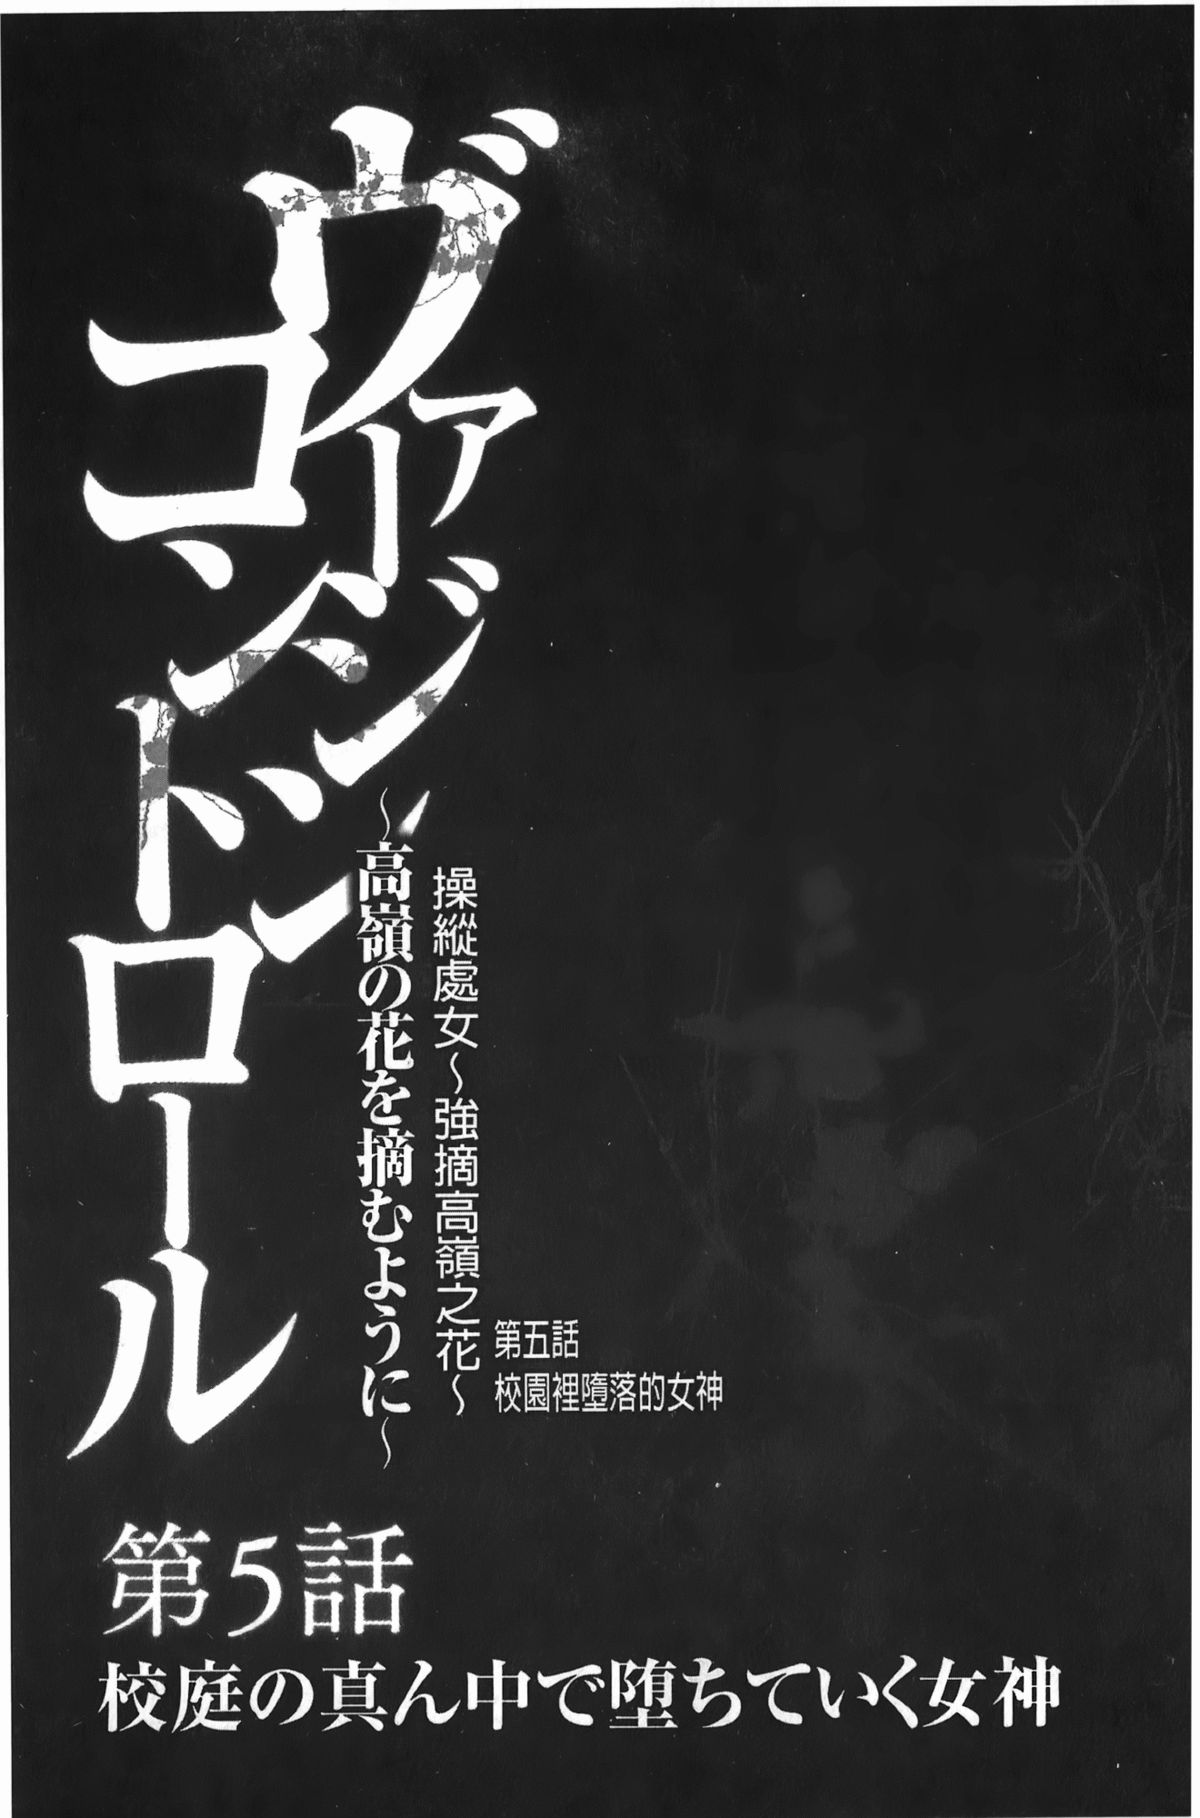 ヴァージン
コントロール
～高嶺の花を摘むように～
操縱處女～強摘高嶺之花～
第五話
校園裡墮落的女神
第5話
校庭の真ん中で堕ちていく女神